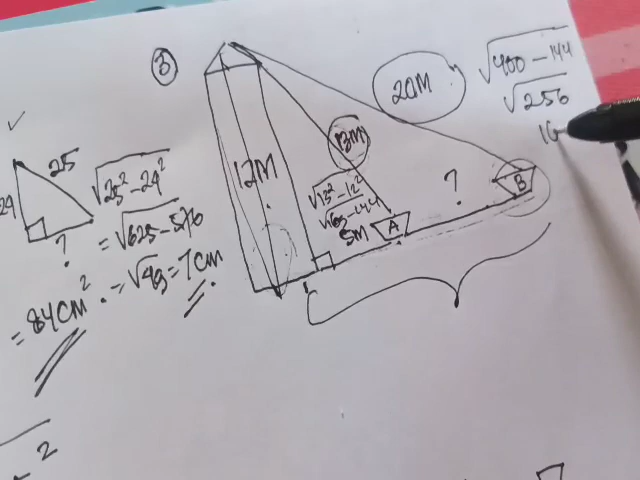 3
√400 - 144
√256
16
20M
13M
12M
√13² - 12²
√169 - 144
5M
A
?
B
25
24
?
√25² - 24²
= √625 - 576
= √49 = 7cm
= 84cm²
2